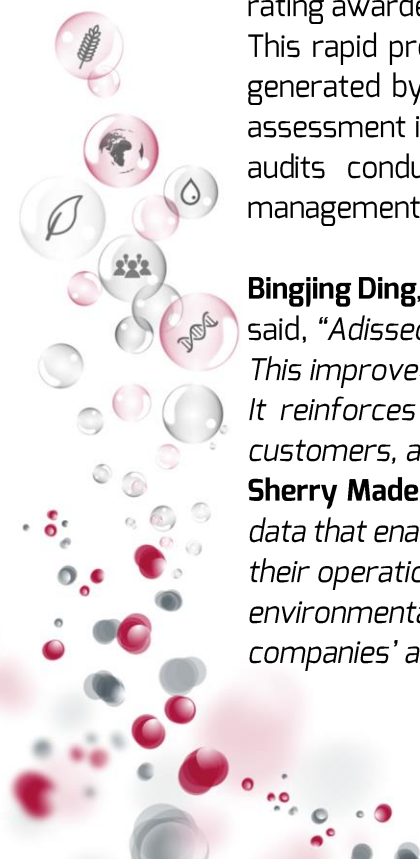 rating awarde
This rapid pr
generated by
assessment i
audits condu
management
Bingjing Ding,
said, “Adissec
This improve
It reinforces
customers, a
Sherry Made
data that ena
their operatio
environmenta
companies’ a